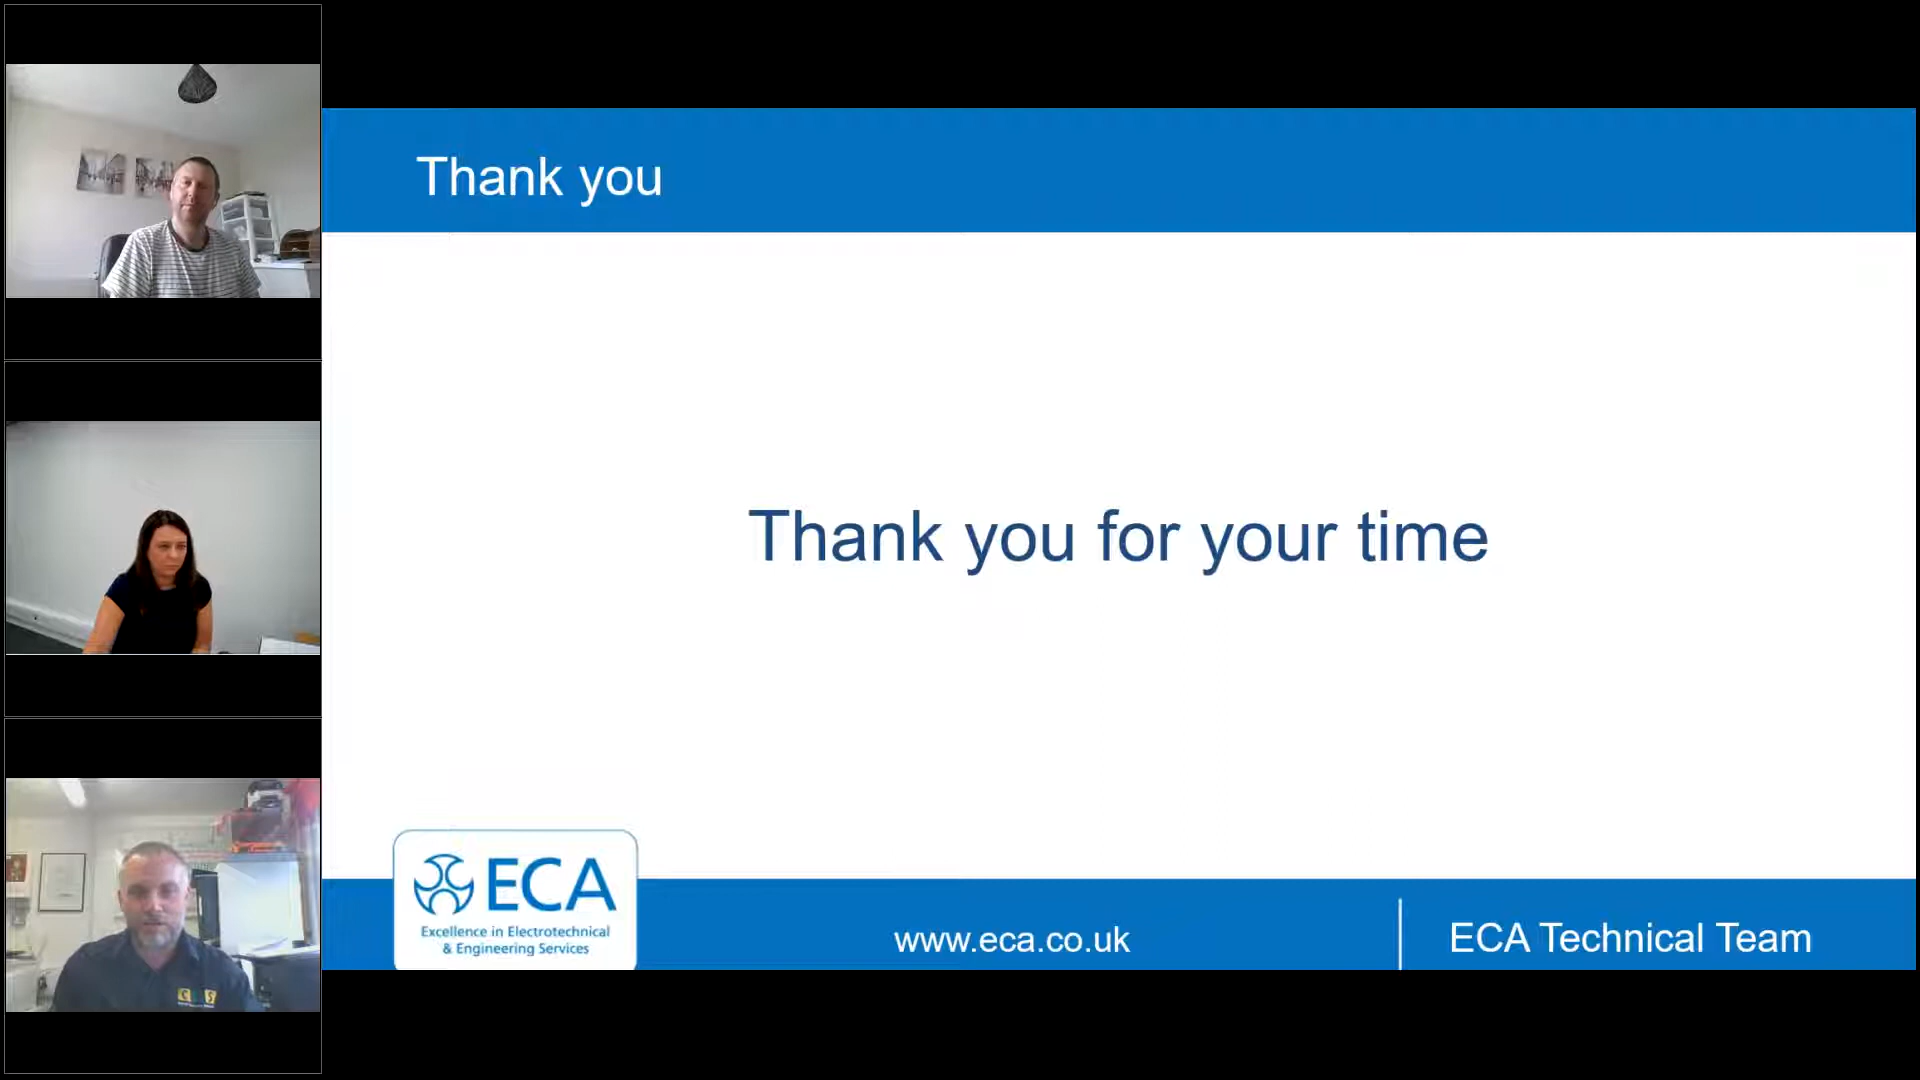 Thank you
Thank you for your time
ECA
Excellence in Electrotechnical
& Engineering Services
www.eca.co.uk
ECA Technical Team